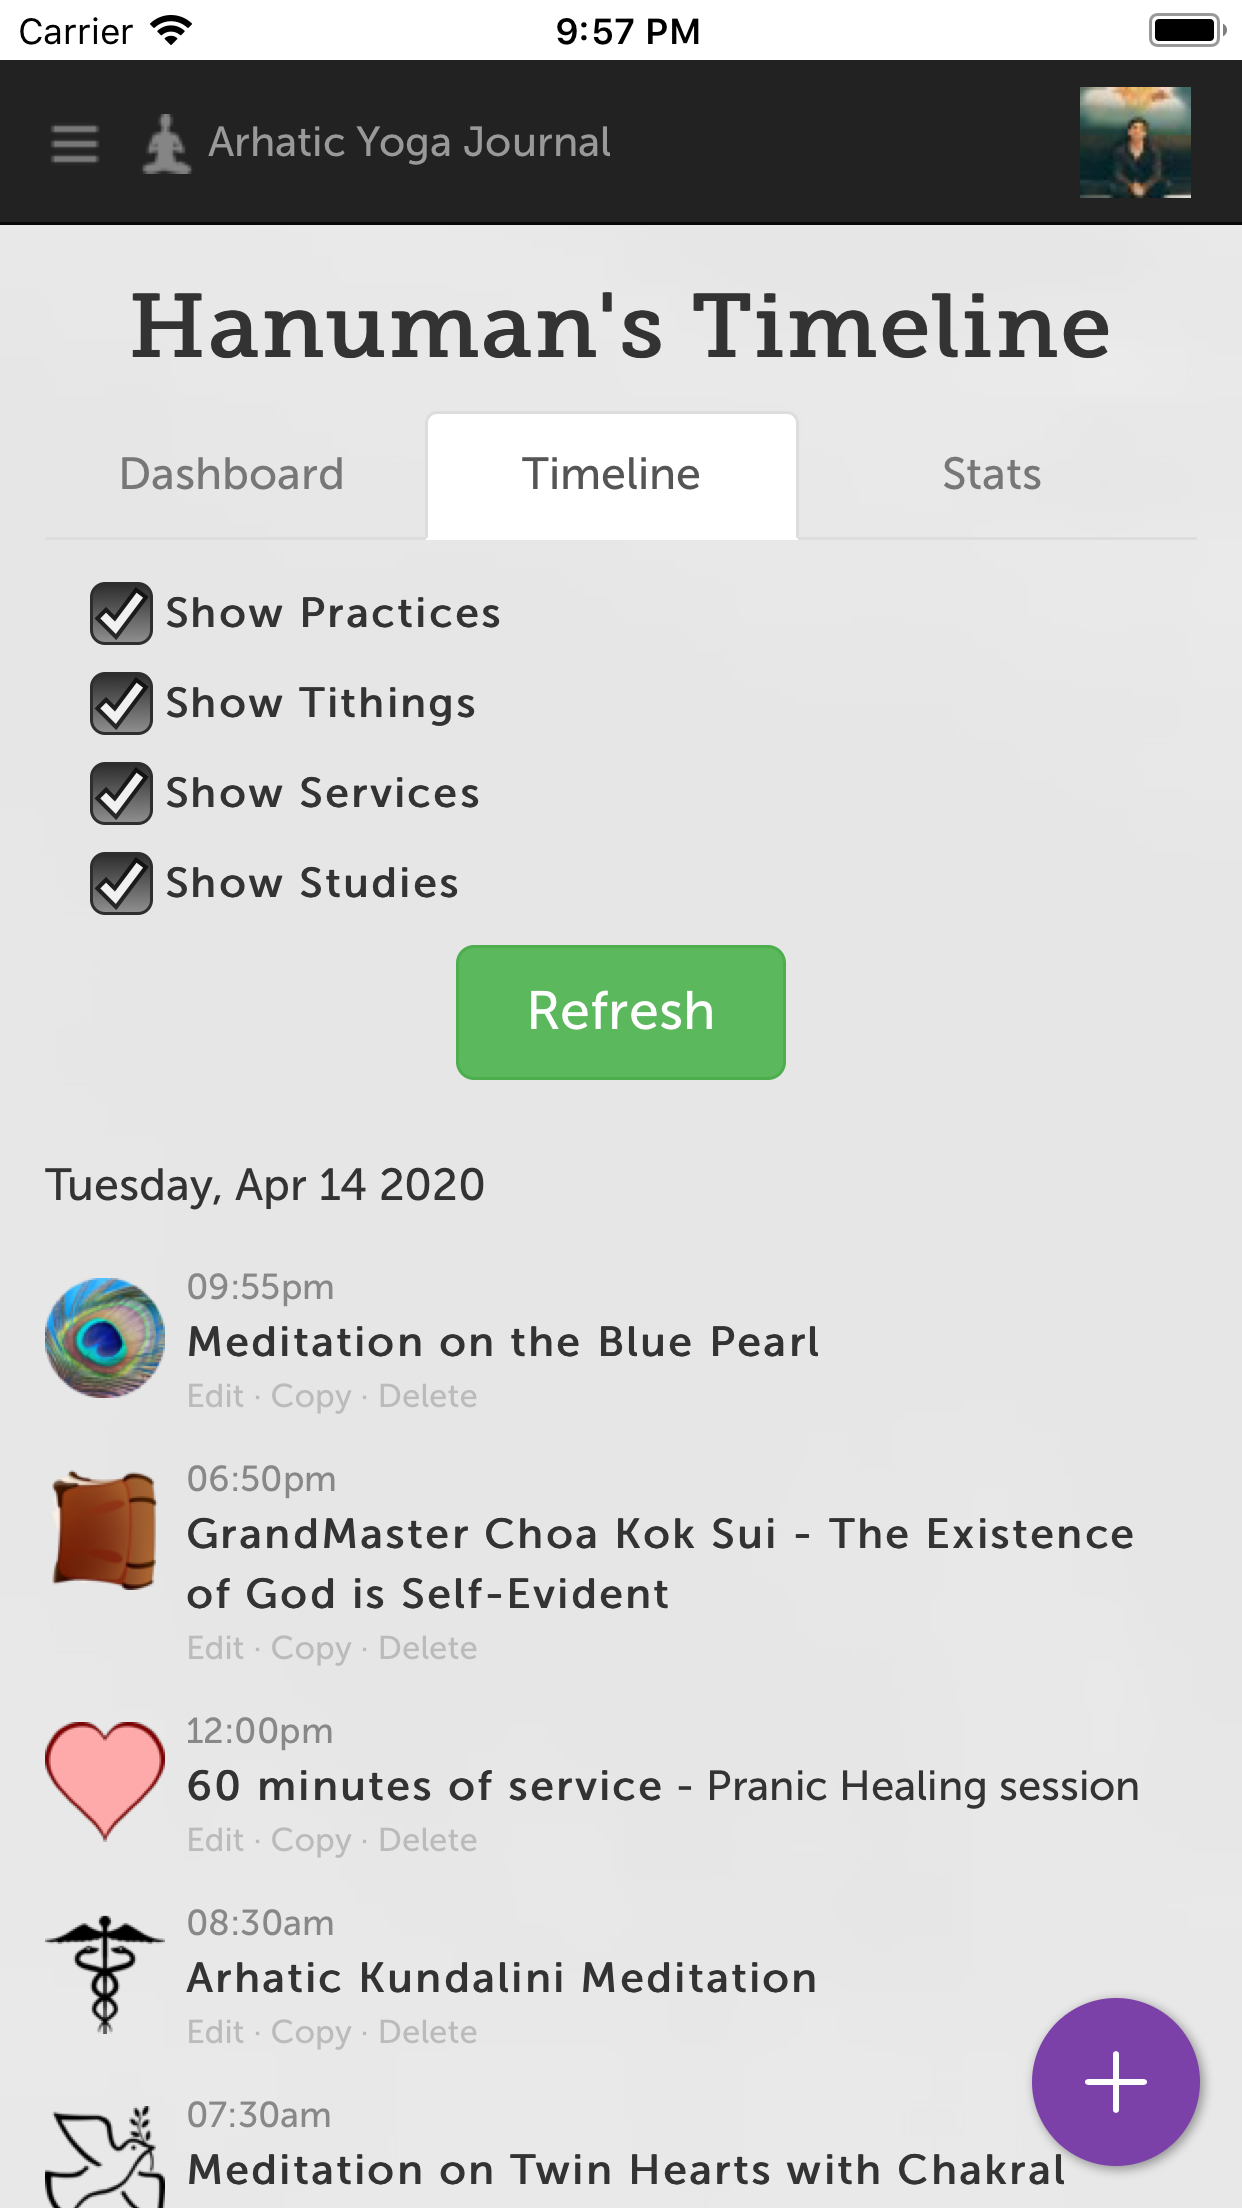 Carrier 9:57 PM
Arhatic Yoga Journal
Hanuman's Timeline
Dashboard Timeline Stats
Show Practices
Show Tithings
Show Services
Show Studies
Refresh
Tuesday, Apr 14 2020
09:55pm
Meditation on the Blue Pearl
Edit · Copy · Delete
06:50pm
GrandMaster Choa Kok Sui - The Existence
of God is Self-Evident
Edit · Copy · Delete
12:00pm
60 minutes of service - Pranic Healing session
Edit · Copy · Delete
08:30am
Arhatic Kundalini Meditation
Edit · Copy · Delete
07:30am
Meditation on Twin Hearts with Chakral